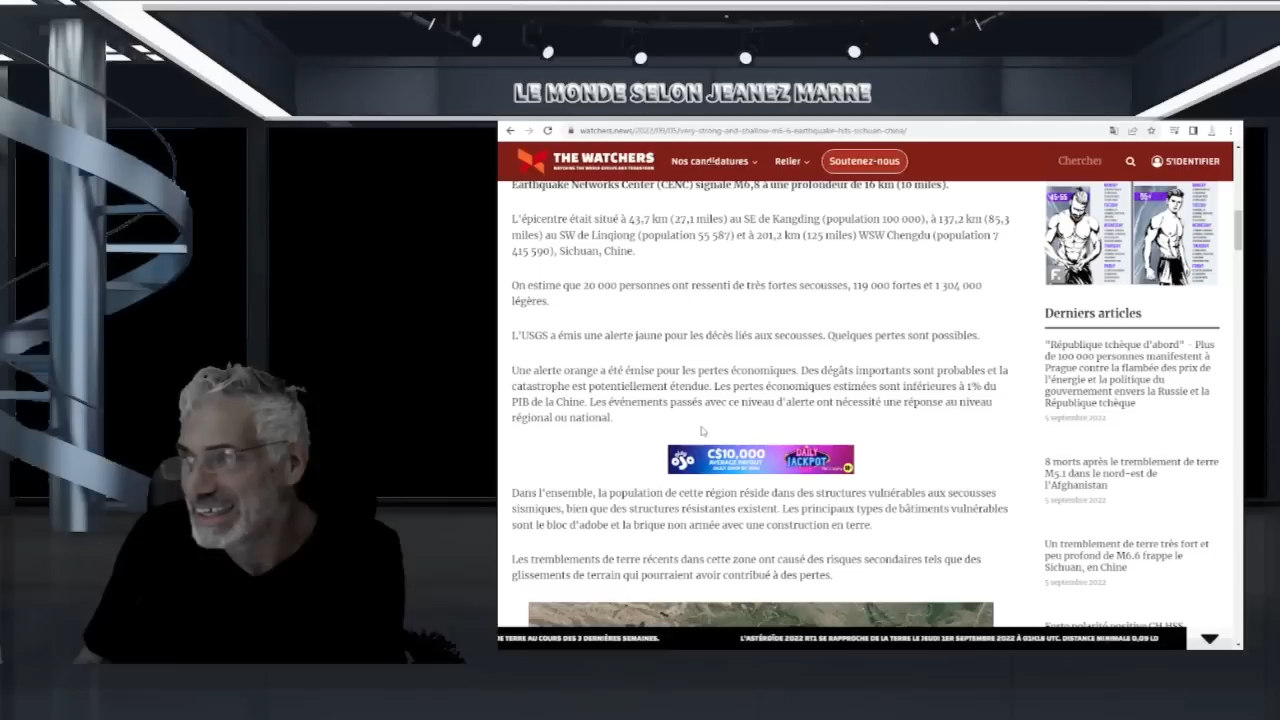 LE MONDE SELON JEANEZ MARRE
watchers.news/2022/09/05/very-strong-and-shallow-m6-6-earthquake-hits-sichuan-china/
THE WATCHERS
Nos candidatures
Relier
Soutenez-nous
Chercher
S'IDENTIFIER
Earthquake Networks Center (CENC) signale M6,8 à une profondeur de 16 km (10 miles).
L'épicentre était situé à 43,7 km (27,1 miles) au SE de Kangding (population 100 000), à 137,2 km (85,3
miles) au SW de Linqiong (population 55 587) et à 201,2 km (125 miles) WSW Chengdu (population 7
415 590), Sichuan, Chine.
On estime que 20 000 personnes ont ressenti de très fortes secousses, 119 000 fortes et 1 304 000
légères.
L'USGS a émis une alerte jaune pour les décès liés aux secousses. Quelques pertes sont possibles.
Une alerte orange a été émise pour les pertes économiques. Des dégâts importants sont probables et la
catastrophe est potentiellement étendue. Les pertes économiques estimées sont inférieures à 1% du
PIB de la Chine. Les événements passés avec ce niveau d'alerte ont nécessité une réponse au niveau
régional ou national.
C$10,000
AVERAGE PAYOUT
DAILY
JACKPOT
Dans l'ensemble, la population de cette région réside dans des structures vulnérables aux secousses
sismiques, bien que des structures résistantes existent. Les principaux types de bâtiments vulnérables
sont le bloc d'adobe et la brique non armée avec une construction en terre.
Les tremblements de terre récents dans cette zone ont causé des risques secondaires tels que des
glissements de terrain qui pourraient avoir contribué à des pertes.
45-55
Derniers articles
"République tchèque d'abord" - Plus
de 100 000 personnes manifestent à
Prague contre la flambée des prix de
l'énergie et la politique du
gouvernement envers la Russie et la
République tchèque
5 septembre 2022
8 morts après le tremblement de terre
M5.1 dans le nord-est de
l'Afghanistan
5 septembre 2022
Un tremblement de terre très fort et
peu profond de M6.6 frappe le
Sichuan, en Chine
5 septembre 2022
Forte polarité positive CH HSS
TERRE AU COURS DES 3 DERNIÈRES SEMAINES.
L'ASTÉROÏDE 2022 RT1 SE RAPPROCHE DE LA TERRE LE JEUDI 1ER SEPTEMBRE 2022 À 01H18 UTC. DISTANCE MINIMALE 0,09 LD